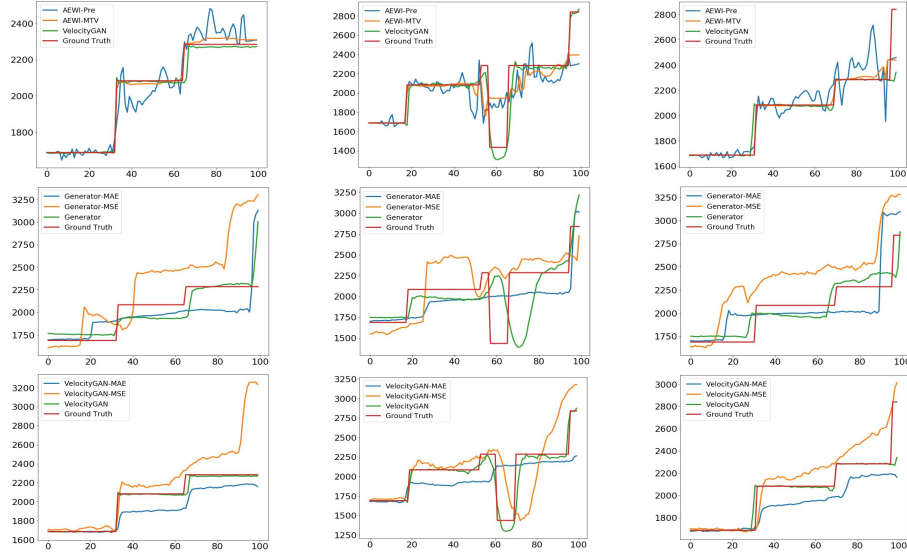 AEWI-Pre
AEWI-MTV
VelocityGAN
Ground Truth
2400
2200
2000
1800
0 20 40 60 80 100
AEWI-Pre
AEWI-MTV
VelocityGAN
Ground Truth
2800
2600
2400
2200
2000
1800
1600
1400
0 20 40 60 80 100
AEWI-Pre
AEWI-MTV
VelocityGAN
Ground Truth
2800
2600
2400
2200
2000
1800
1600
0 20 40 60 80 100
Generator-MAE
Generator-MSE
Generator
Ground Truth
3250
3000
2750
2500
2250
2000
1750
0 20 40 60 80 100
Generator-MAE
Generator-MSE
Generator
Ground Truth
3250
3000
2750
2500
2250
2000
1750
1500
0 20 40 60 80 100
Generator-MAE
Generator-MSE
Generator
Ground Truth
3250
3000
2750
2500
2250
2000
1750
0 20 40 60 80 100
VelocityGAN-MAE
VelocityGAN-MSE
VelocityGAN
Ground Truth
3200
3000
2800
2600
2400
2200
2000
1800
1600
0 20 40 60 80 100
VelocityGAN-MAE
VelocityGAN-MSE
VelocityGAN
Ground Truth
3250
3000
2750
2500
2250
2000
1750
1500
0 20 40 60 80 100
VelocityGAN-MAE
VelocityGAN-MSE
VelocityGAN
Ground Truth
3000
2800
2600
2400
2200
2000
1800
0 20 40 60 80 100